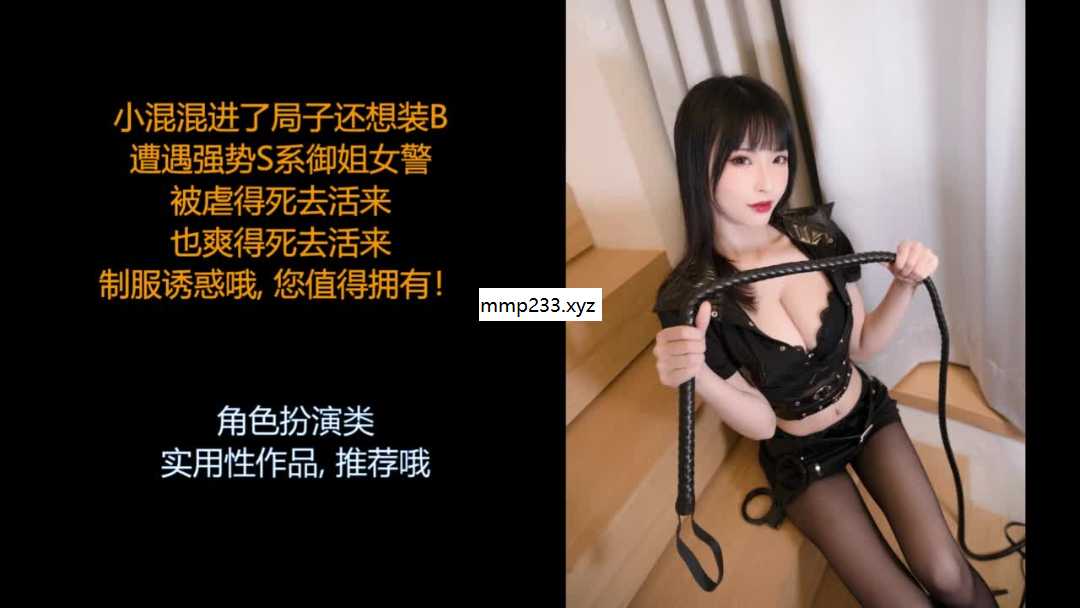 小混混进了局子还想装B
遭遇强势S系御姐女警
被虐得死去活来
也爽得死去活来
制服诱惑哦, 您值得拥有!
mmp233.xyz
角色扮演类
实用性作品, 推荐哦